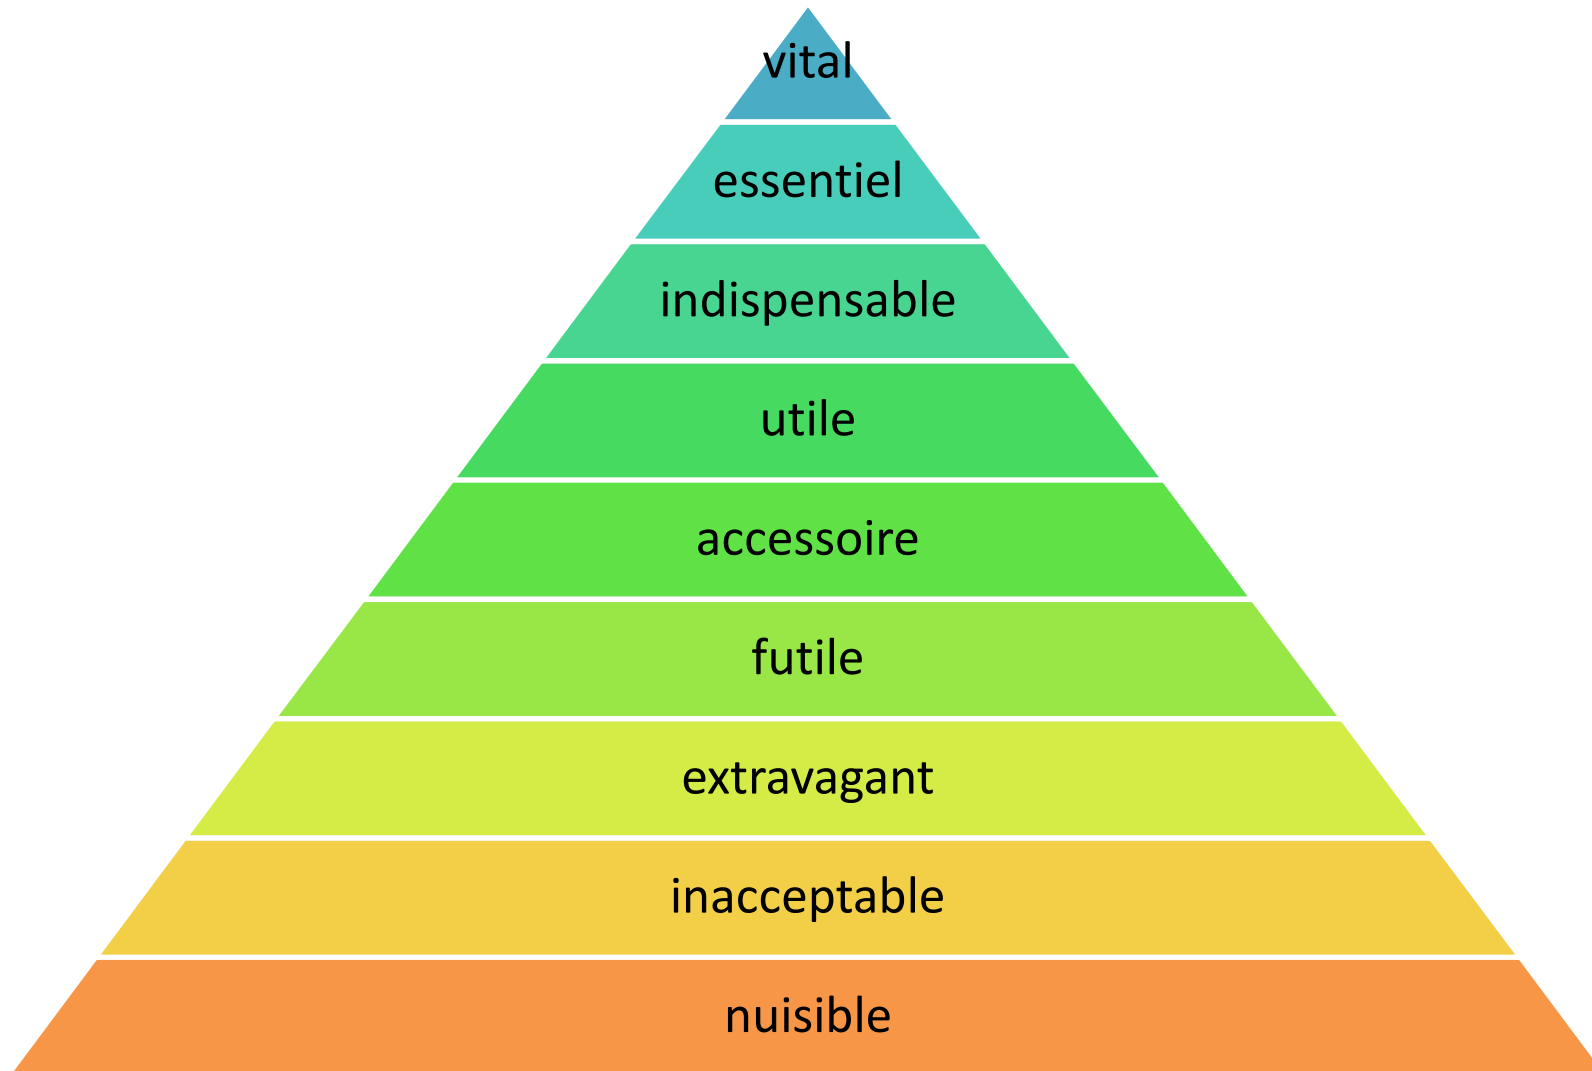 vital
essentiel
indispensable
utile
accessoire
futile
extravagant
inacceptable
nuisible